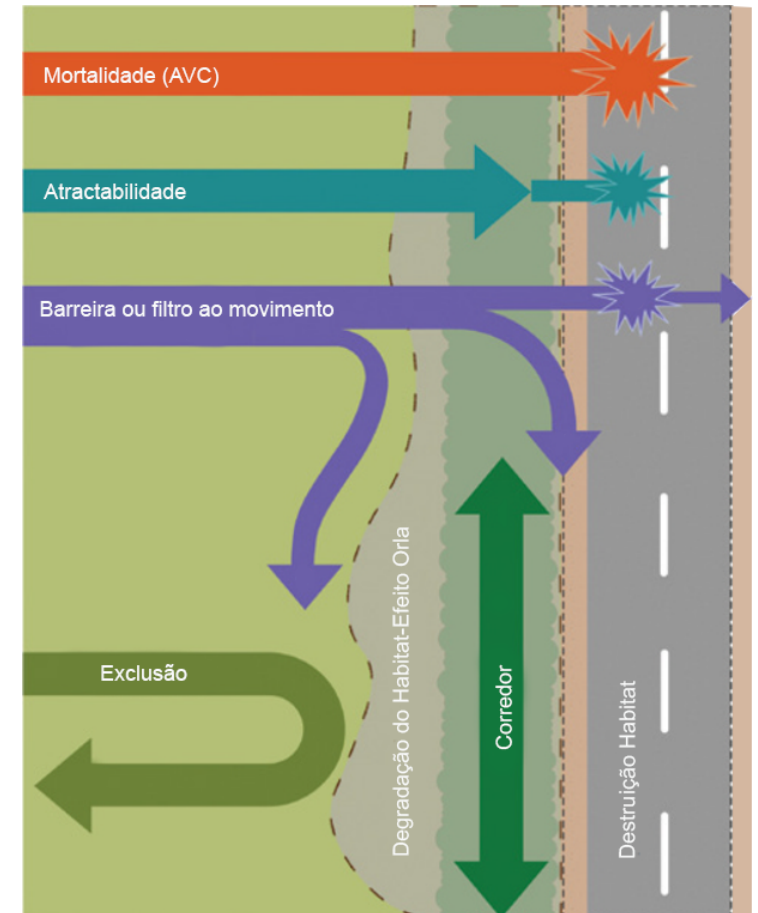 Mortalidade (AVC)
Atractabilidade
Barreira ou filtro ao movimento
Exclusão
Degradação do Habitat-Efeito Orla
Corredor
Destruição Habitat